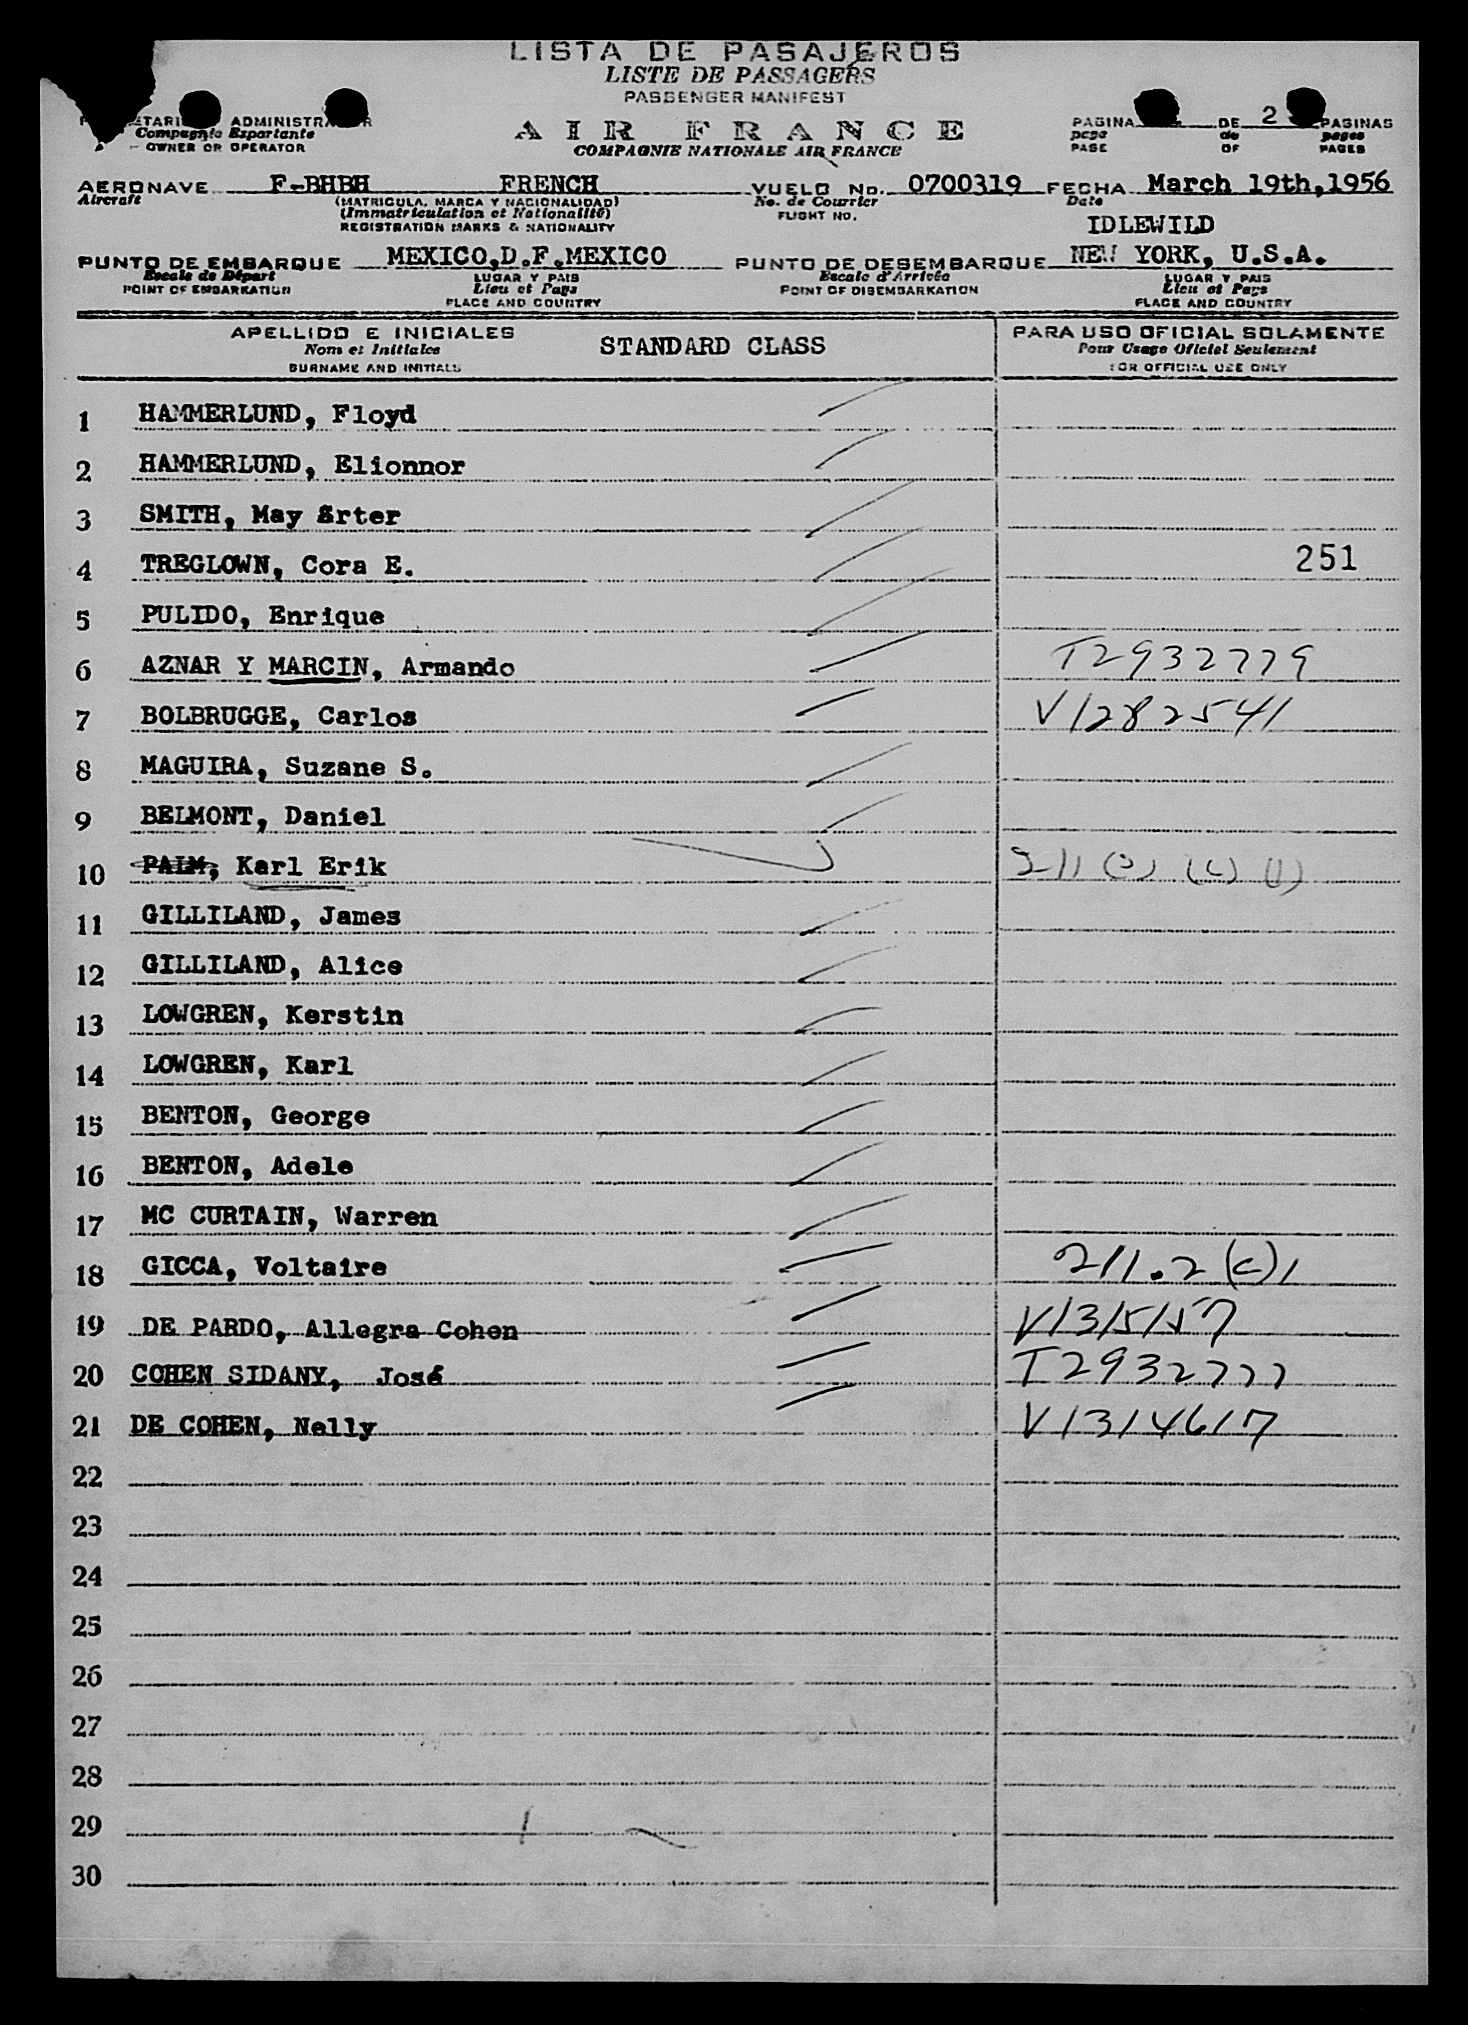 LISTA DE PASAJEROS
LISTE DE PASSAGERS
PASSENGER MANIFEST
ADMINISTRADOR
Compagnie Exportante
OWNER OR OPERATOR
AIR FRANCE
COMPAGNIE NATIONALE AIR FRANCE
PAGINA DE 2 PAGINAS
page de pages
PAGE OF PAGES
AERONAVE F-BHBH FRENCH VUELO No. 0700319 FECHA March 19th,1956
Aircraft (MATRICULA, MARCA Y NACIONALIDAD) No. de Courrier Date
(Immatriculation et Nationalité) FLIGHT NO.
REGISTRATION MARKS & NATIONALITY
IDLEWILD
PUNTO DE EMBARQUE MEXICO,D.F.MEXICO PUNTO DE DESEMBARQUE NEW YORK, U.S.A.
Escale de Départ LUGAR Y PAIS Escale d'Arrivée LUGAR Y PAIS
POINT OF EMBARKATION Lieu et Pays POINT OF DISEMBARKATION Lieu et Pays
PLACE AND COUNTRY PLACE AND COUNTRY
APELLIDO E INICIALES STANDARD CLASS PARA USO OFICIAL SOLAMENTE
Nom et Initiales Pour Usage Oficiel Seulement
SURNAME AND INITIALS FOR OFFICIAL USE ONLY
1 HAMMERLUND, Floyd
2 HAMMERLUND, Elionnor
3 SMITH, May Srter
4 TREGLOWN, Cora E. 251
5 PULIDO, Enrique
6 AZNAR Y MARCIN, Armando T2932779
7 BOLBRUGGE, Carlos V1282541
8 MAGUIRA, Suzane S.
9 BELMONT, Daniel
10 PALM, Karl Erik 211 (2) (c) (1)
11 GILLILAND, James
12 GILLILAND, Alice
13 LOWGREN, Kerstin
14 LOWGREN, Karl
15 BENTON, George
16 BENTON, Adele
17 MC CURTAIN, Warren
18 GICCA, Voltaire 211.2 (c) 1
19 DE PARDO, Allegra Cohen V1315157
20 COHEN SIDANY, José T2932777
21 DE COHEN, Nelly V1314617
22
23
24
25
26
27
28
29
30